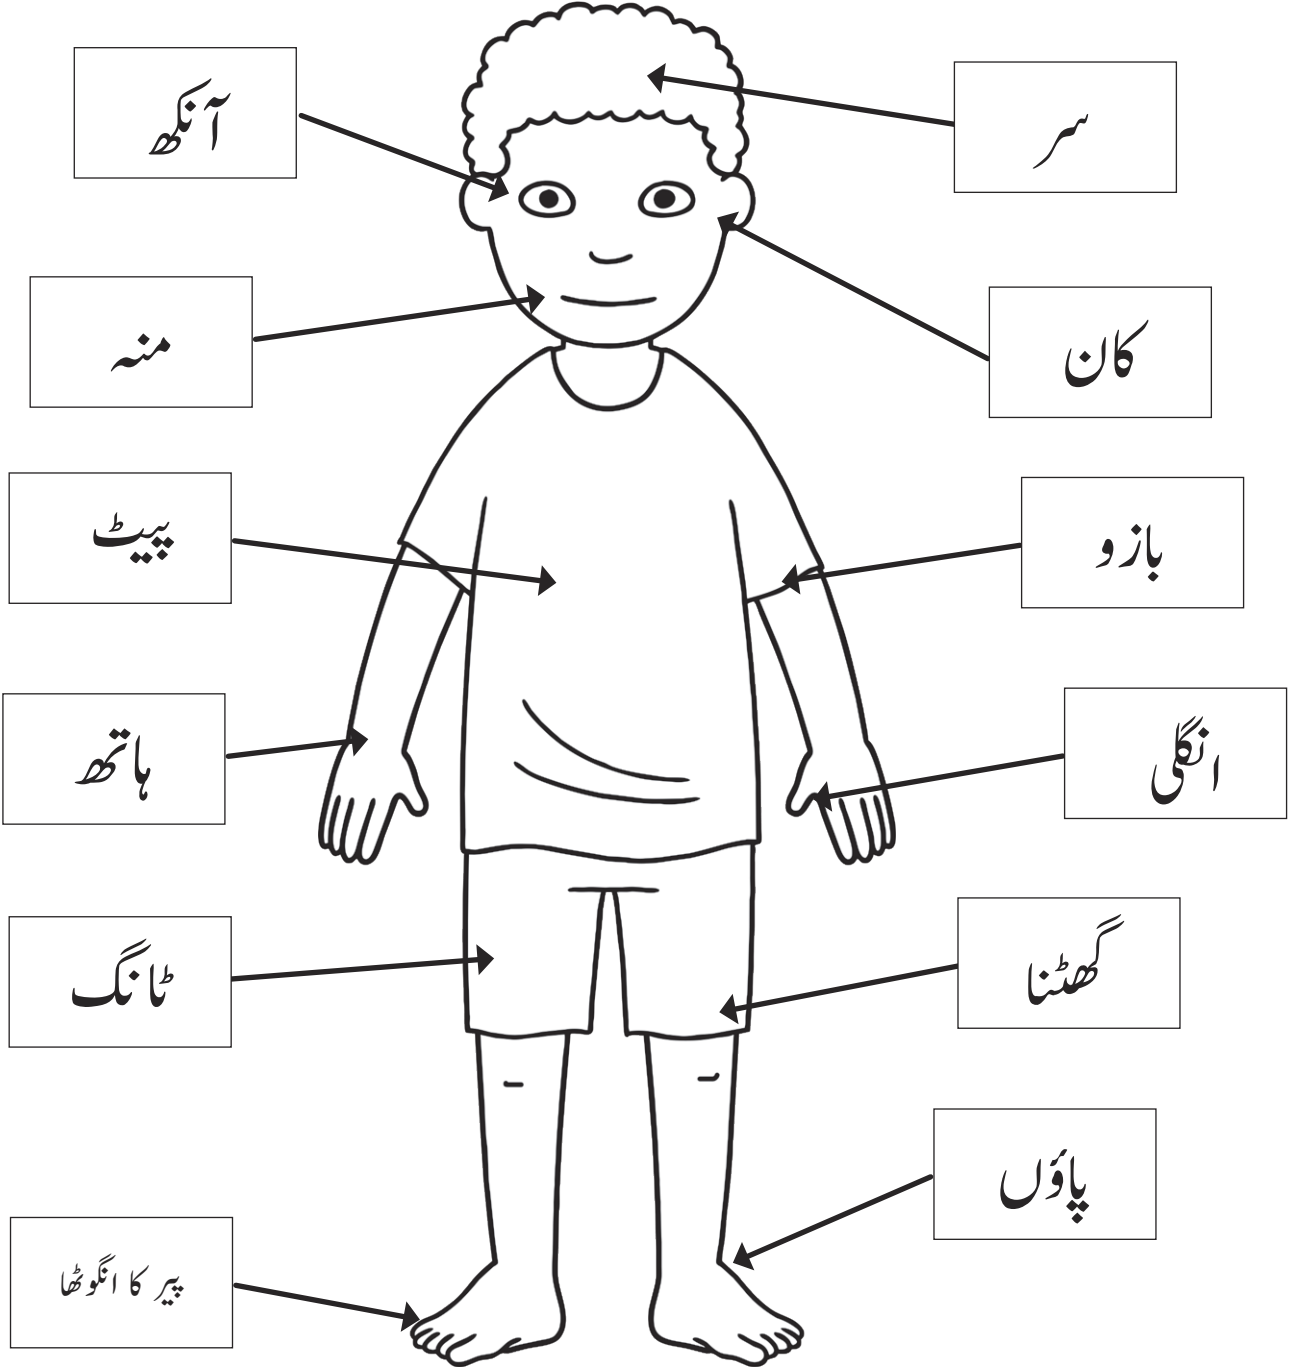 سر
آنکھ
کان
منہ
بازو
پیٹ
انگلی
ہاتھ
گھٹنا
ٹانگ
پاؤں
پیر کا انگوٹھا